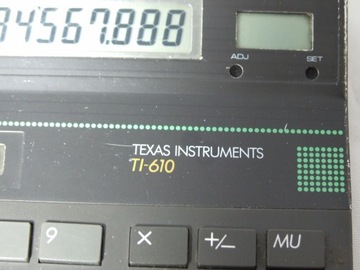 34567.888
ADJ SET
TEXAS INSTRUMENTS
TI-610
9 × +/− MU